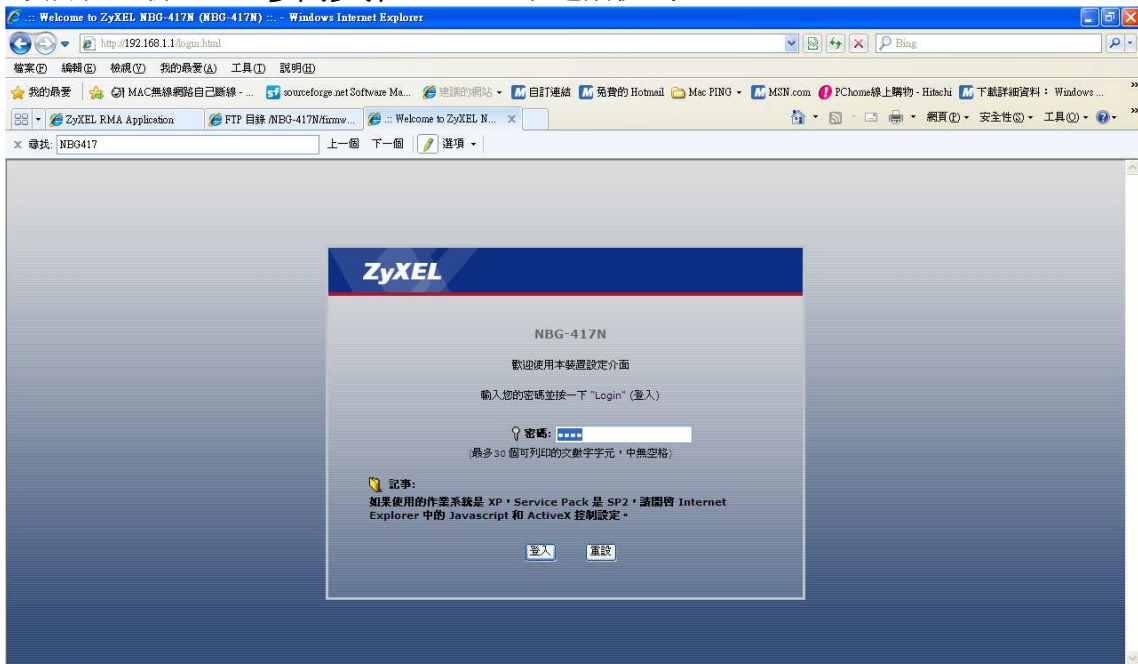 .:: Welcome to ZyXEL NBG-417N (NBG-417N) ::. - Windows Internet Explorer
http://192.168.1.1/login.html
Bing
檔案(F) 編輯(E) 檢視(V) 我的最愛(A) 工具(T) 說明(H)
我的最愛 MAC無線網路自己斷線 - ... sourceforge.net Software Ma... 建議的網站 自訂連結 免費的 Hotmail Mac PING MSN.com PChome線上購物 - Hitachi 下載詳細資料： Windows ... »
ZyXEL RMA Application FTP 目錄 /NBG-417N/firmw... .:: Welcome to ZyXEL N... X 網頁(P) 安全性(S) 工具(O) »
x 尋找: NBG417 上一個 下一個 選項
ZyXEL
NBG-417N
歡迎使用本裝置設定介面
輸入您的密碼並按一下 "Login" (登入)
密碼: ••••
(最多30 個可列印的文數字字元，中無空格)
記事:
如果使用的作業系統是 XP，Service Pack 是 SP2，請開啓 Internet
Explorer 中的 Javascript 和 ActiveX 控制設定。
登入 重設